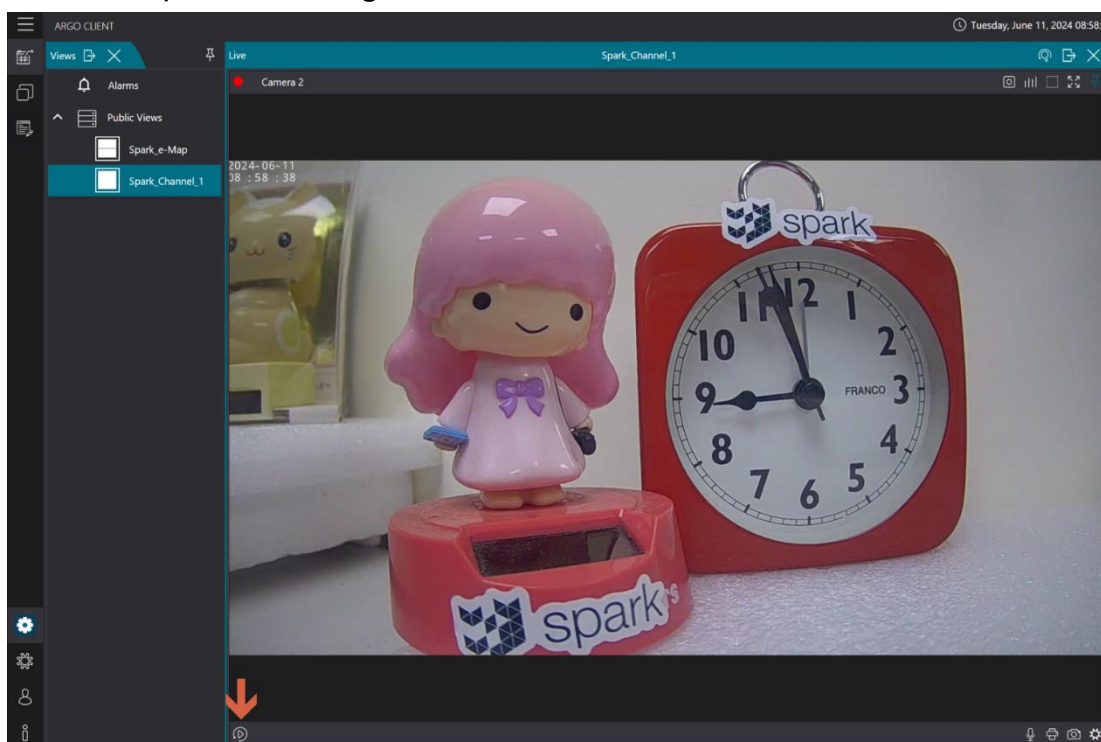 ARGO CLIENT
Tuesday, June 11, 2024 08:58:
Views
Live
Spark_Channel_1
Alarms
Camera 2
Public Views
Spark_e-Map
Spark_Channel_1
2024-06-11
08 :58 :38
spark
11 12 1
10 2
9 FRANCO 3
8 4
7 6 5
spark